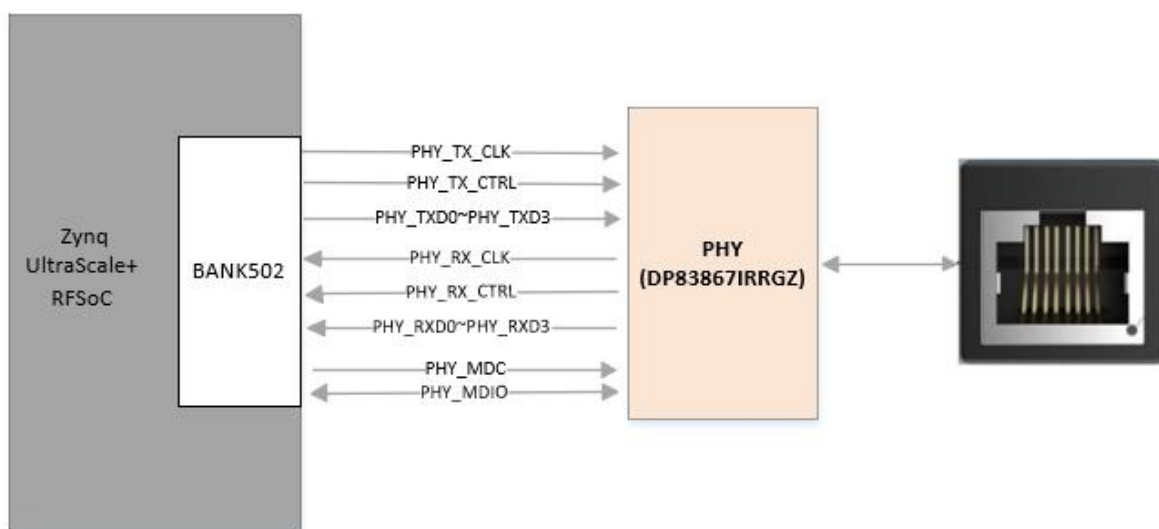 Zynq
UltraScale+
RFSoC
BANK502
PHY_TX_CLK
PHY_TX_CTRL
PHY_TXD0~PHY_TXD3
PHY_RX_CLK
PHY_RX_CTRL
PHY_RXD0~PHY_RXD3
PHY_MDC
PHY_MDIO
PHY
(DP83867IRRGZ)